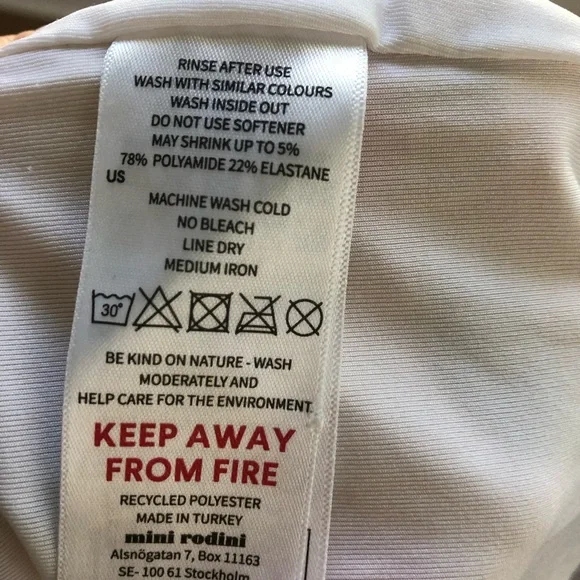 RINSE AFTER USE
WASH WITH SIMILAR COLOURS
WASH INSIDE OUT
DO NOT USE SOFTENER
MAY SHRINK UP TO 5%
78% POLYAMIDE 22% ELASTANE
US
MACHINE WASH COLD
NO BLEACH
LINE DRY
MEDIUM IRON
30°
BE KIND ON NATURE - WASH
MODERATELY AND
HELP CARE FOR THE ENVIRONMENT
KEEP AWAY
FROM FIRE
RECYCLED POLYESTER
MADE IN TURKEY
mini rodini
Alsnögatan 7, Box 11163
SE- 100 61 Stockholm